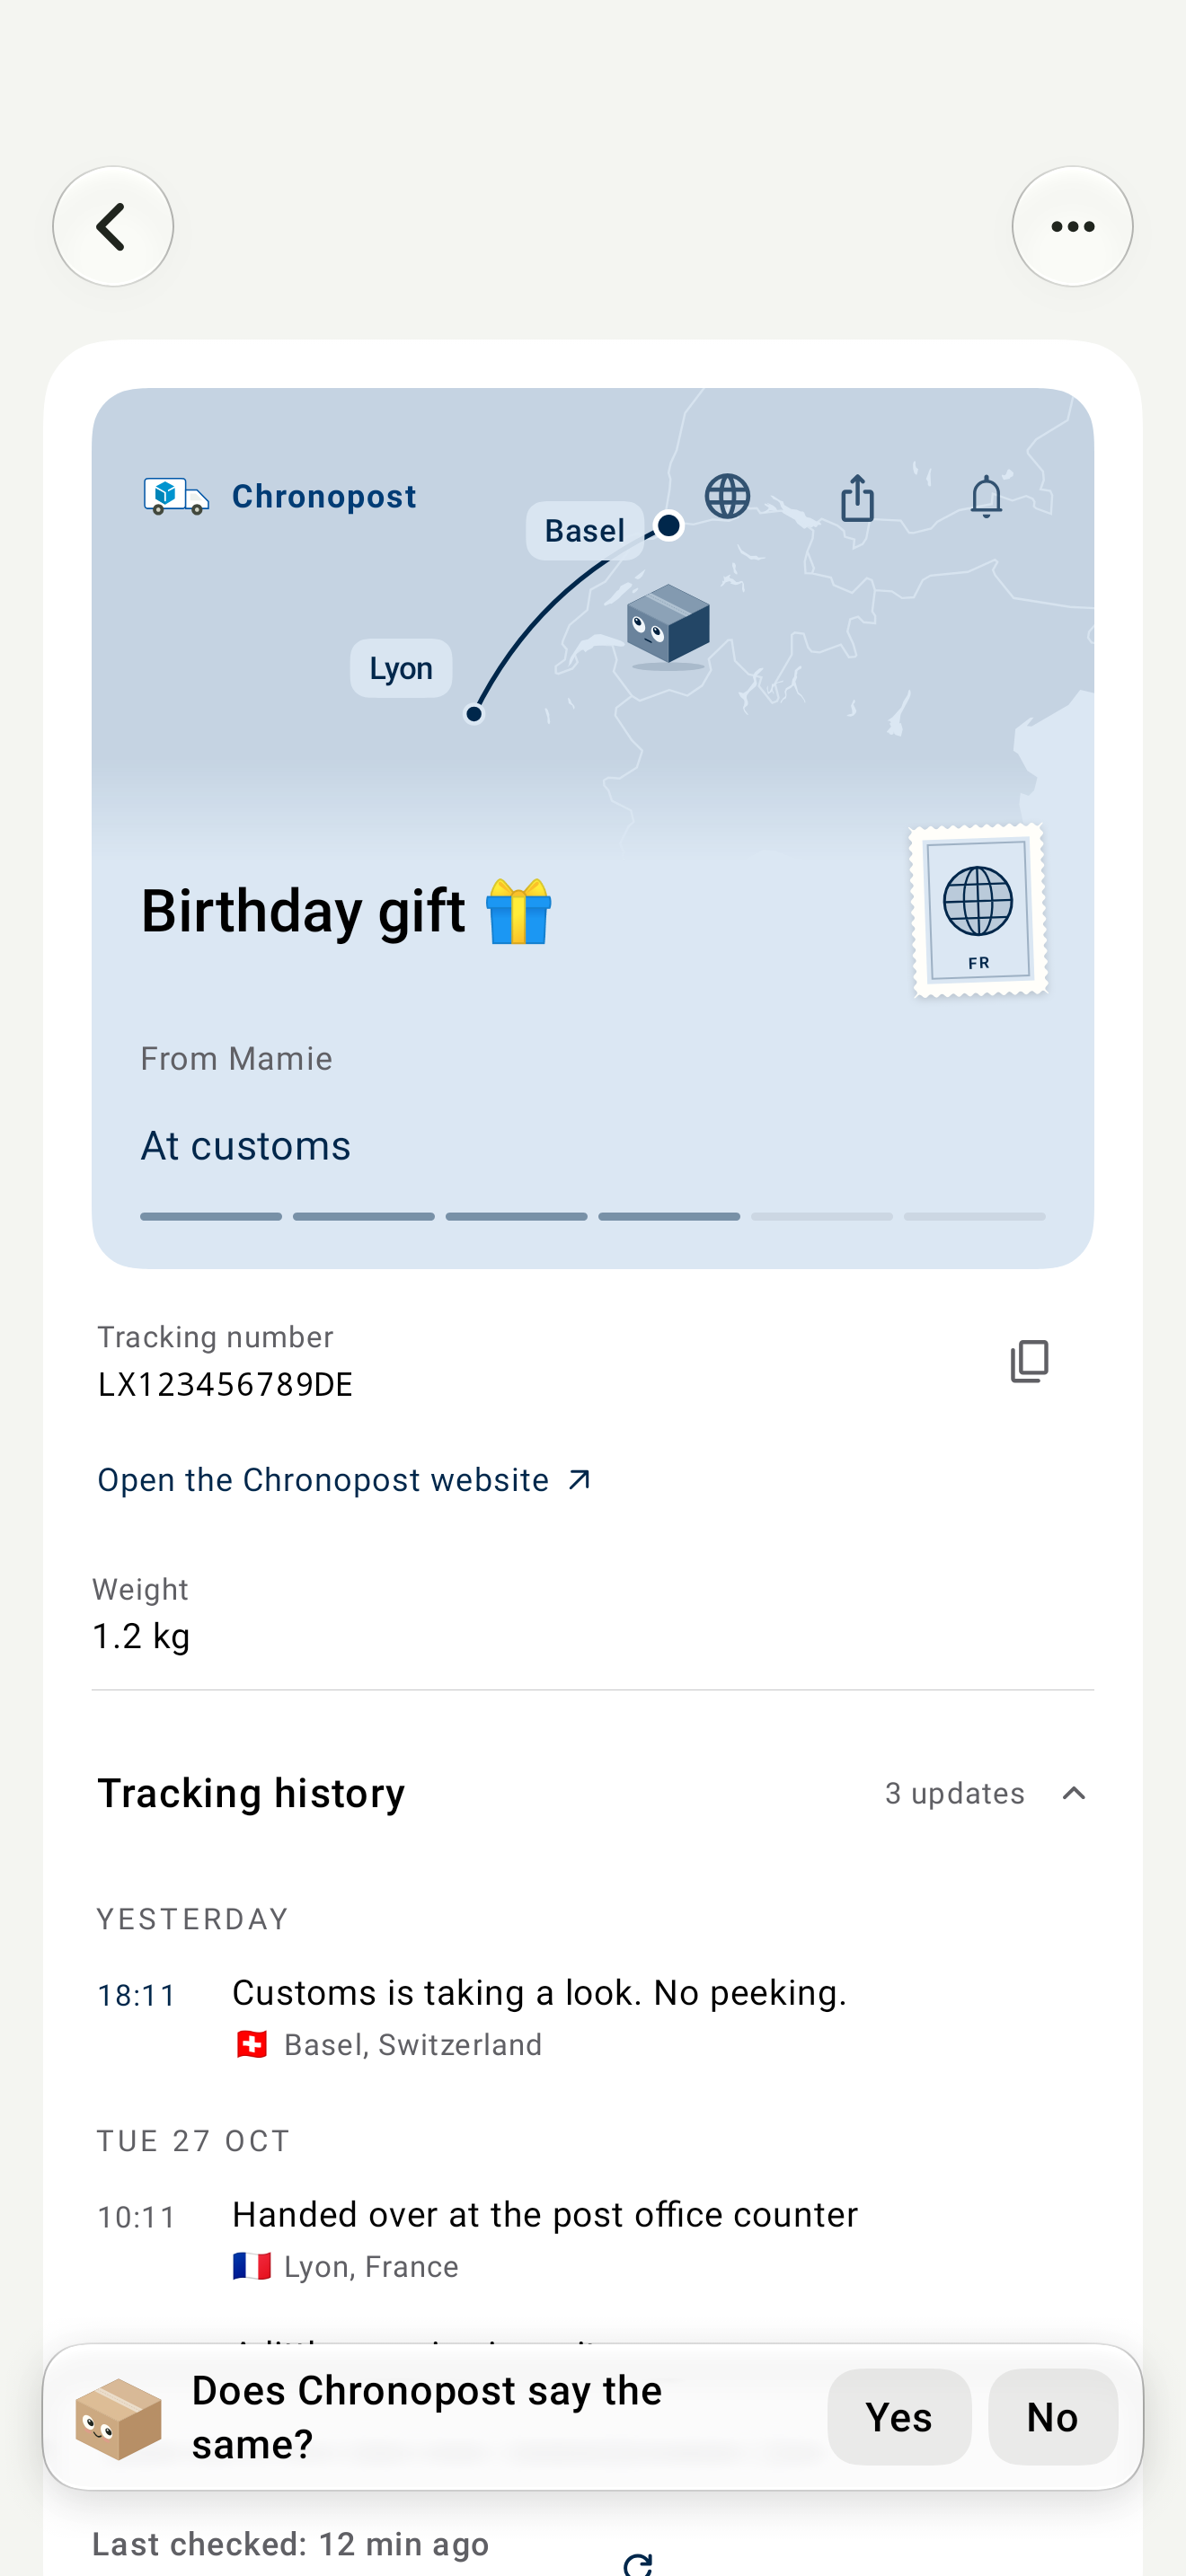 Chronopost
Basel
Lyon
Birthday gift 🎁
FR
From Mamie
At customs
Tracking number
LX123456789DE
Open the Chronopost website
Weight
1.2 kg
Tracking history
3 updates
YESTERDAY
18:11
Customs is taking a look. No peeking.
🇨🇭 Basel, Switzerland
TUE 27 OCT
10:11
Handed over at the post office counter
🇫🇷 Lyon, France
Does Chronopost say the
same?
Yes
No
Last checked: 12 min ago